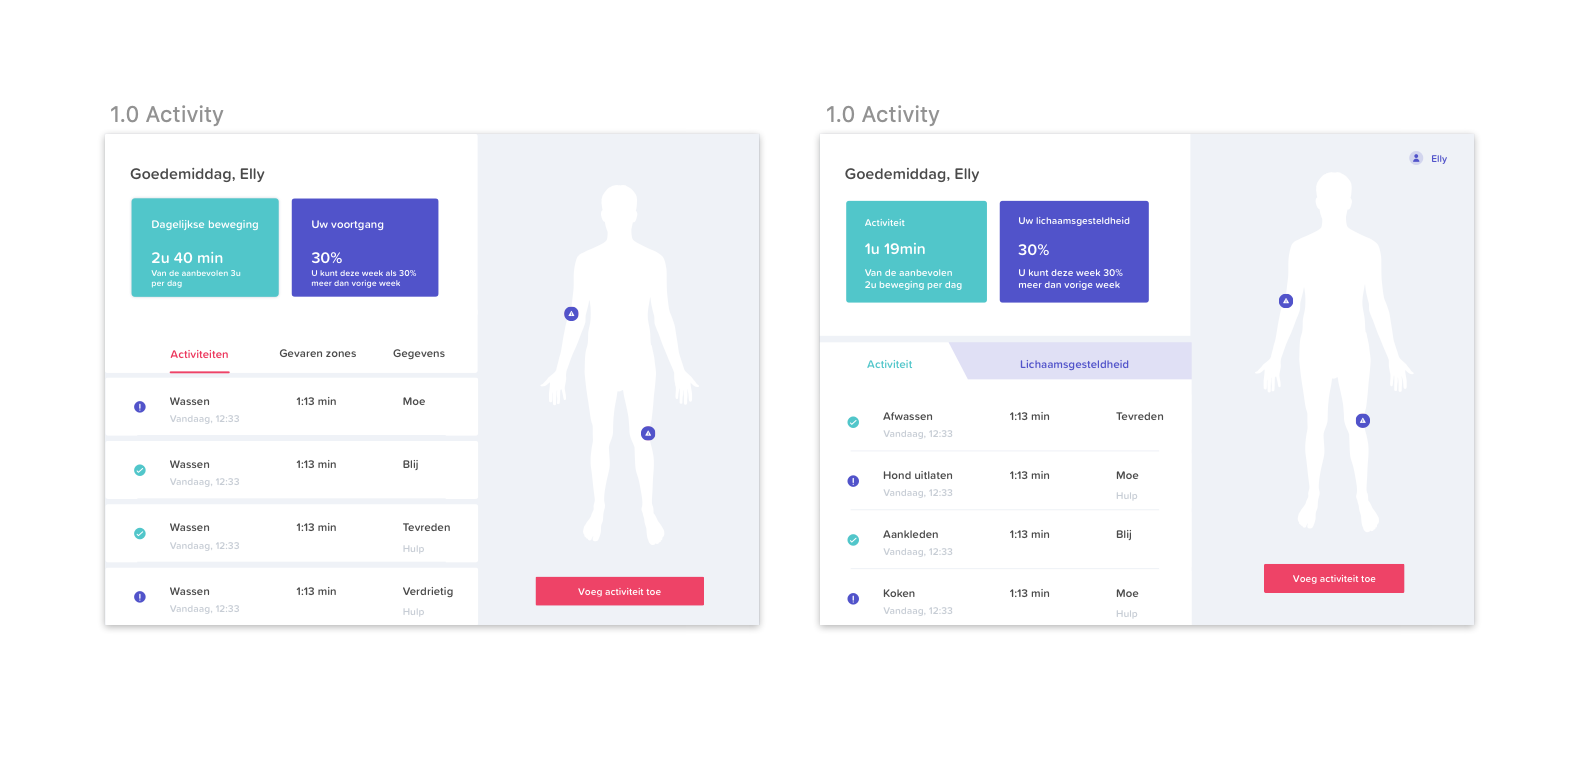 1.0 Activity
Goedemiddag, Elly
Dagelijkse beweging
2u 40 min
Van de aanbevolen 3u
per dag
Uw voortgang
30%
U kunt deze week als 30%
meer dan vorige week
Activiteiten
Gevaren zones
Gegevens
Wassen
1:13 min
Moe
Vandaag, 12:33
Wassen
1:13 min
Blij
Vandaag, 12:33
Wassen
1:13 min
Tevreden
Vandaag, 12:33
Hulp
Wassen
1:13 min
Verdrietig
Vandaag, 12:33
Hulp
Voeg activiteit toe
1.0 Activity
Elly
Goedemiddag, Elly
Activiteit
1u 19min
Van de aanbevolen
2u beweging per dag
Uw lichaamsgesteldheid
30%
U kunt deze week 30%
meer dan vorige week
Activiteit
Lichaamsgesteldheid
Afwassen
1:13 min
Tevreden
Vandaag, 12:33
Hond uitlaten
1:13 min
Moe
Vandaag, 12:33
Hulp
Aankleden
1:13 min
Blij
Vandaag, 12:33
Koken
1:13 min
Moe
Vandaag, 12:33
Hulp
Voeg activiteit toe